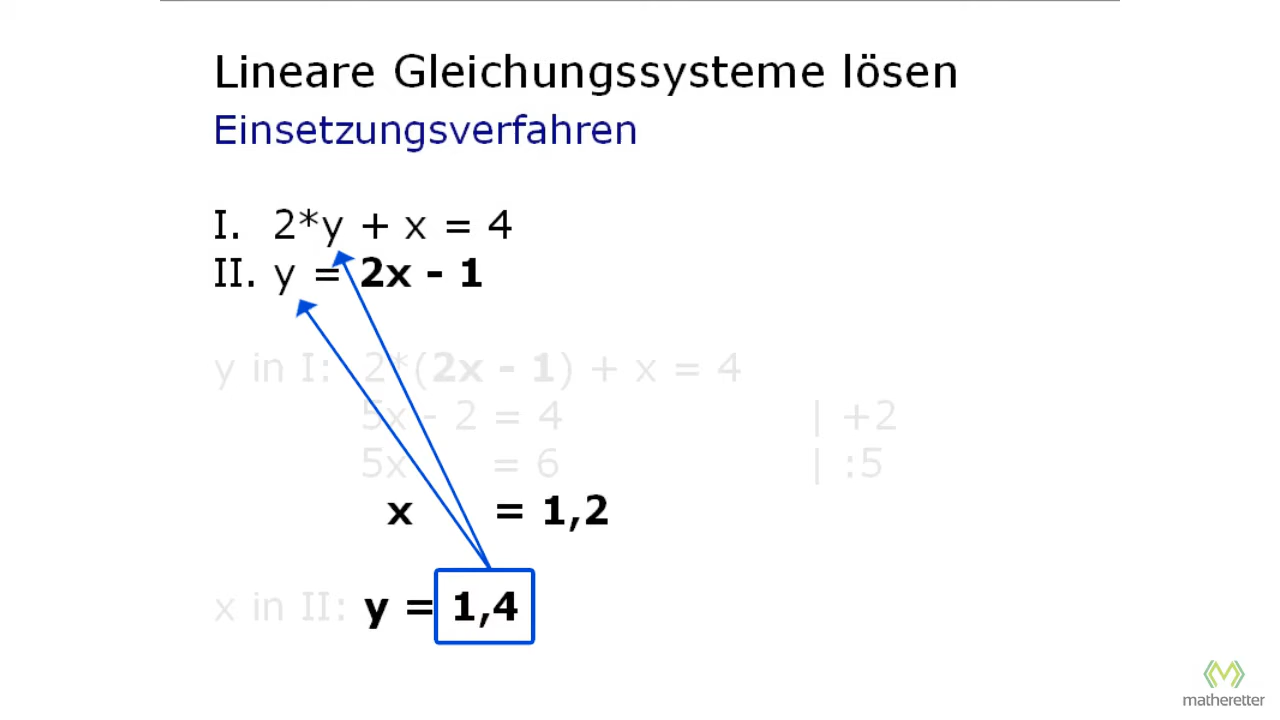 Lineare Gleichungssysteme lösen
Einsetzungsverfahren
I. 2*y + x = 4
II. y = 2x - 1
y in I: 2*(2x - 1) + x = 4
5x - 2 = 4 | +2
5x = 6 | :5
x = 1,2
x in II: y = 1,4
matheretter